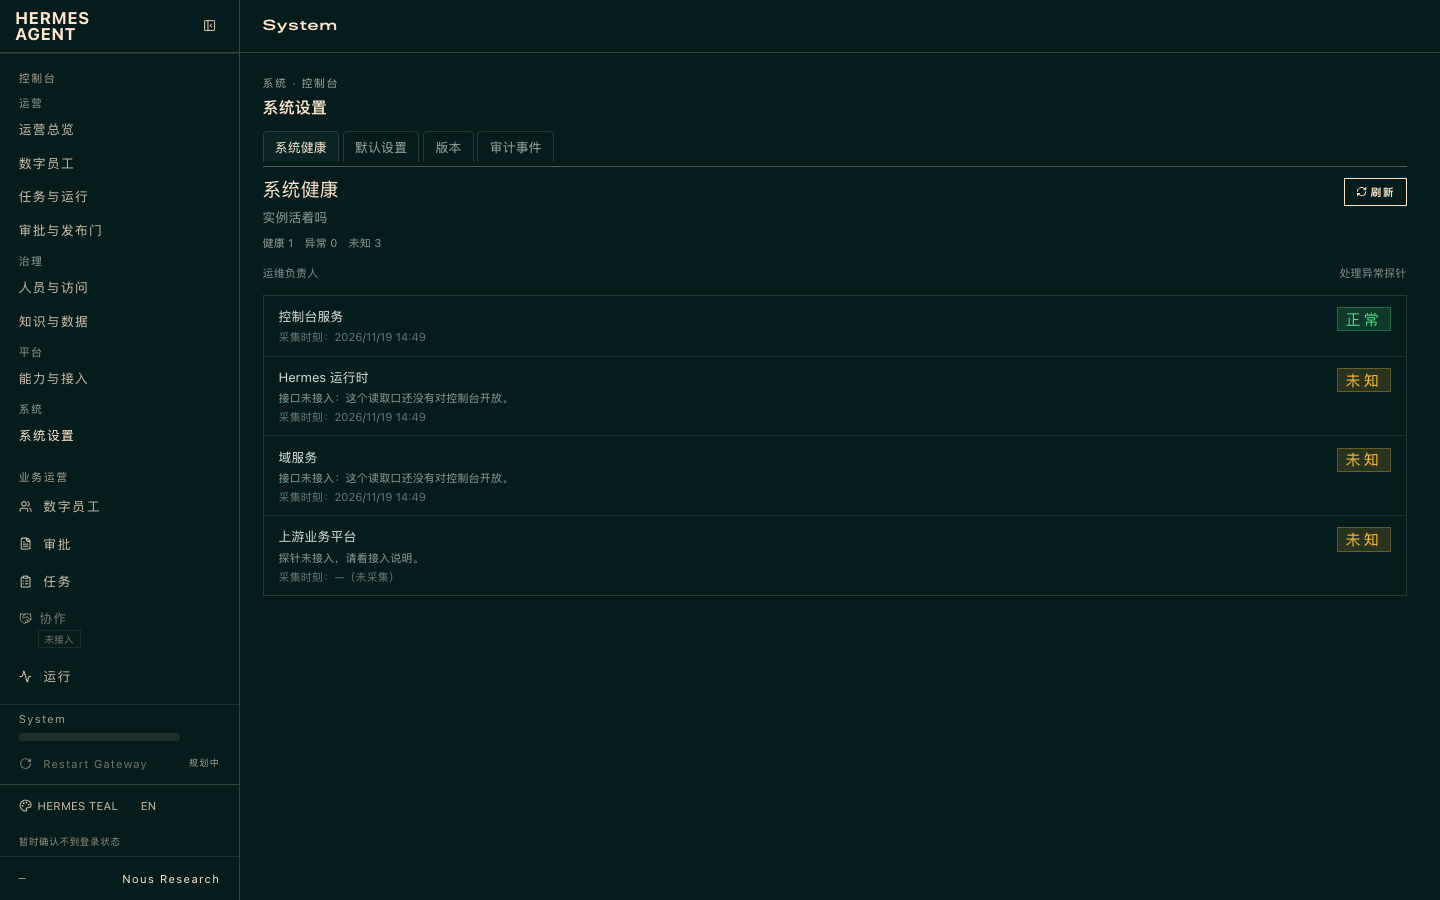 HERMES
AGENT
System
控制台
运营
运营总览
数字员工
任务与运行
审批与发布门
治理
人员与访问
知识与数据
平台
能力与接入
系统
系统设置
业务运营
数字员工
审批
任务
协作
未接入
运行
System
Restart Gateway 规划中
HERMES TEAL EN
暂时确认不到登录状态
— Nous Research
系统 · 控制台
系统设置
系统健康 默认设置 版本 审计事件
系统健康
刷新
实例活着吗
健康 1 异常 0 未知 3
运维负责人 处理异常探针
控制台服务 正常
采集时刻：2026/11/19 14:49
Hermes 运行时 未知
接口未接入：这个读取口还没有对控制台开放。
采集时刻：2026/11/19 14:49
域服务 未知
接口未接入：这个读取口还没有对控制台开放。
采集时刻：2026/11/19 14:49
上游业务平台 未知
探针未接入，请看接入说明。
采集时刻：—（未采集）